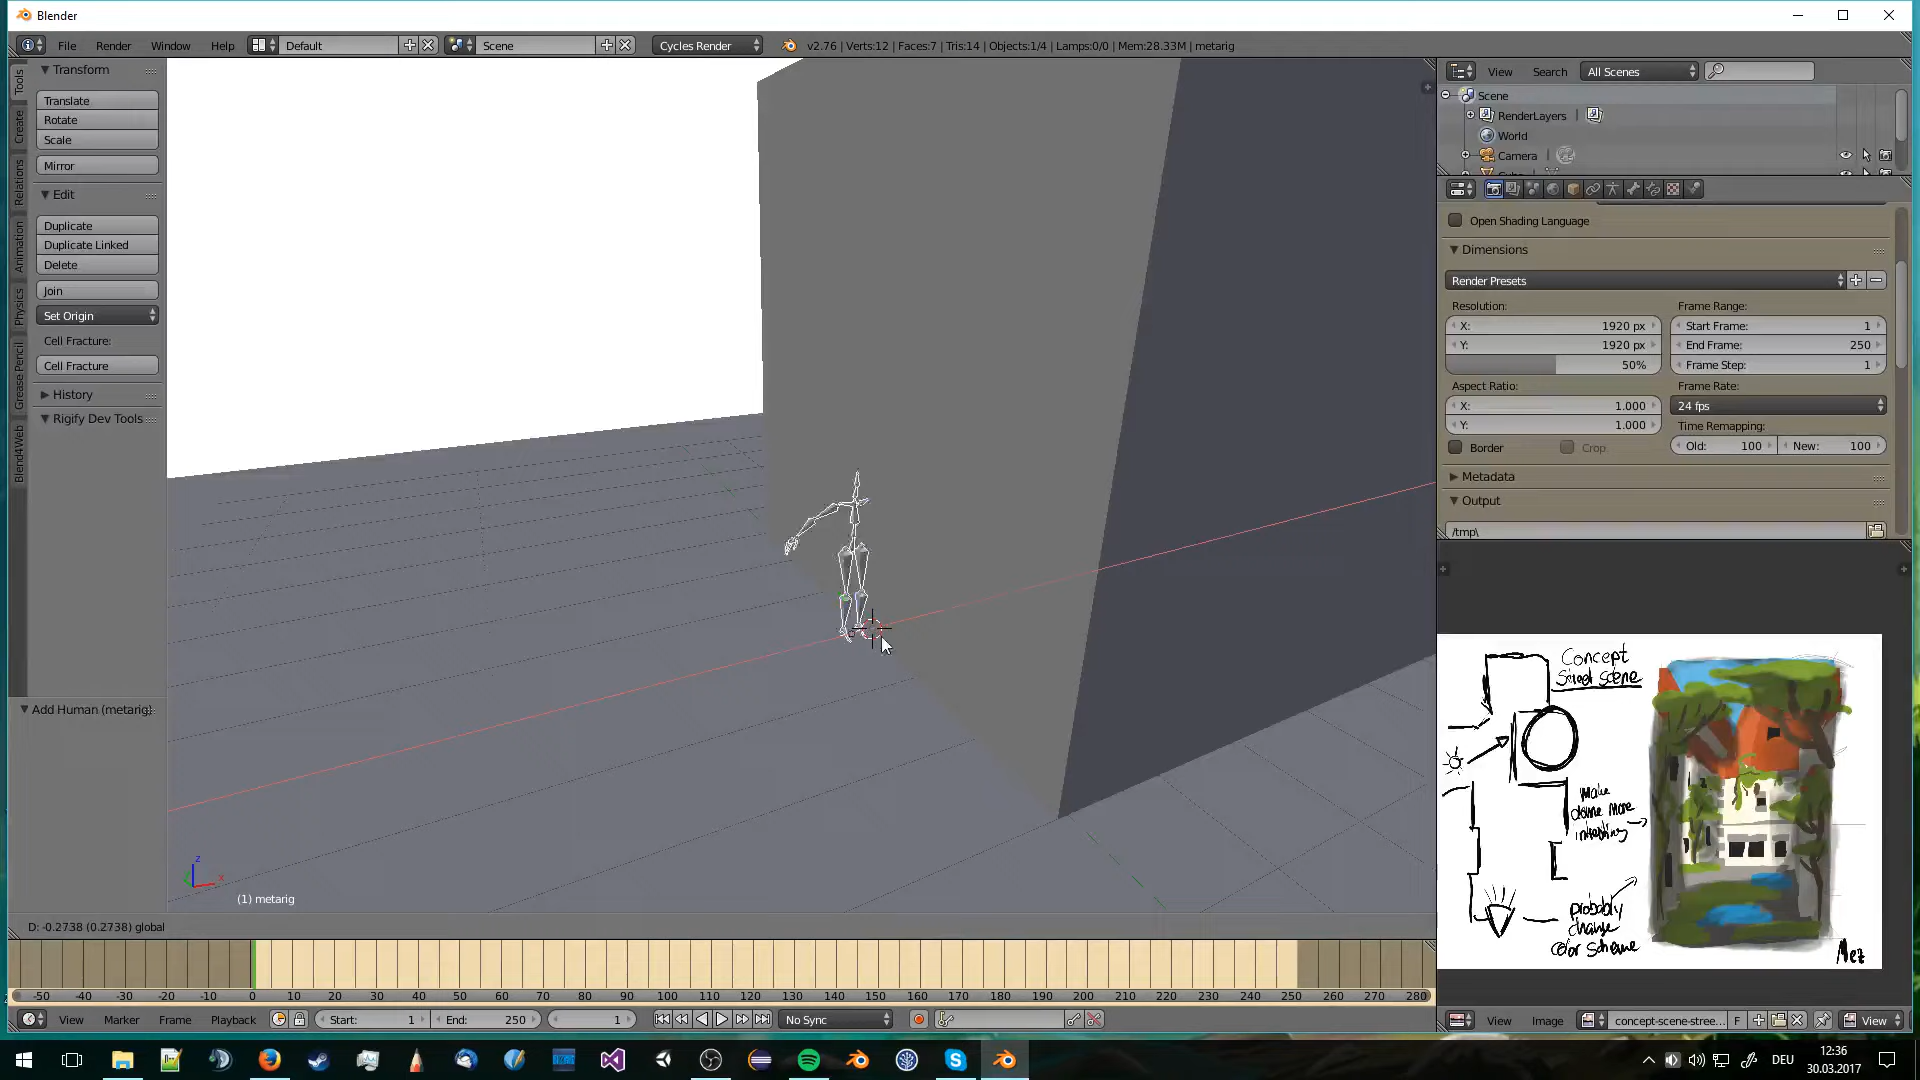 Blender
File Render Window Help Default Scene Cycles Render v2.76 | Verts:12 | Faces:7 | Tris:14 | Objects:1/4 | Lamps:0/0 | Mem:28.33M | metarig
Tools
Create
Relations
Animation
Physics
Grease Pencil
Blend4Web
Transform
Translate
Rotate
Scale
Mirror
Edit
Duplicate
Duplicate Linked
Delete
Join
Set Origin
Cell Fracture:
Cell Fracture
History
Rigify Dev Tools
Add Human (metarig)
z
x
(1) metarig
D: -0.2738 (0.2738) global
-50 -40 -30 -20 -10 0 10 20 30 40 50 60 70 80 90 100 110 120 130 140 150 160 170 180 190 200 210 220 230 240 250 260 270 280
View Marker Frame Playback Start: 1 End: 250 1 No Sync
View Search All Scenes
Scene
RenderLayers |
World
Camera |
Open Shading Language
Dimensions
Render Presets
Resolution: Frame Range:
X: 1920 px Start Frame: 1
Y: 1920 px End Frame: 250
50% Frame Step: 1
Aspect Ratio: Frame Rate:
X: 1.000 24 fps
Y: 1.000 Time Remapping:
Border Crop Old: 100 New: 100
Metadata
Output
/tmp\
Concept
Street scene
Make
dome more
interesting
probably
change
color scheme
Mez
View Image concept-scene-stree... F View
DEU
12:36
30.03.2017